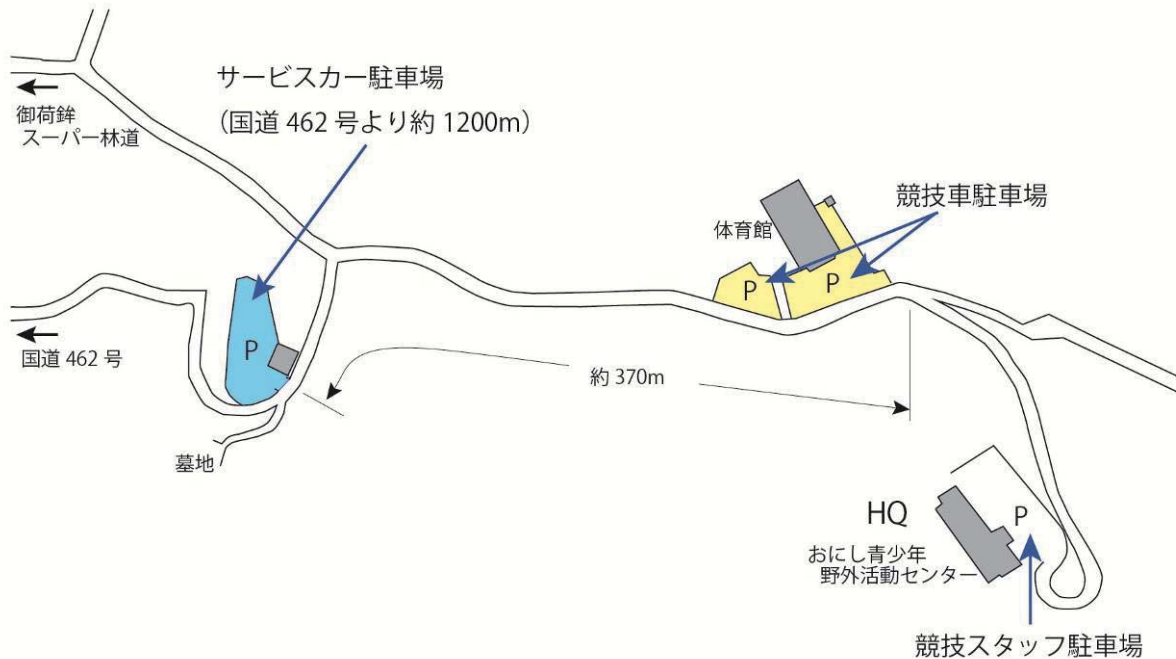 サービスカー駐車場
（国道 462 号より約 1200m）
御荷鉾
スーパー林道
競技車駐車場
体育館
P
P
P
国道 462 号
約 370m
墓地
HQ
P
おにし青少年
野外活動センター
競技スタッフ駐車場